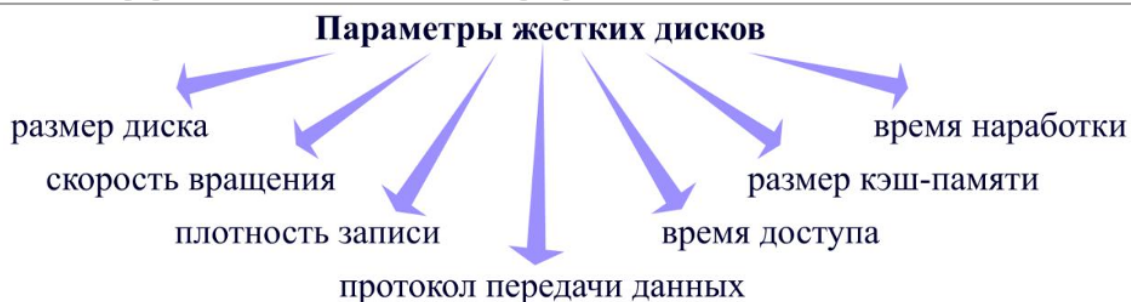 Параметры жестких дисков
размер диска
время наработки
скорость вращения
размер кэш-памяти
плотность записи
время доступа
протокол передачи данных